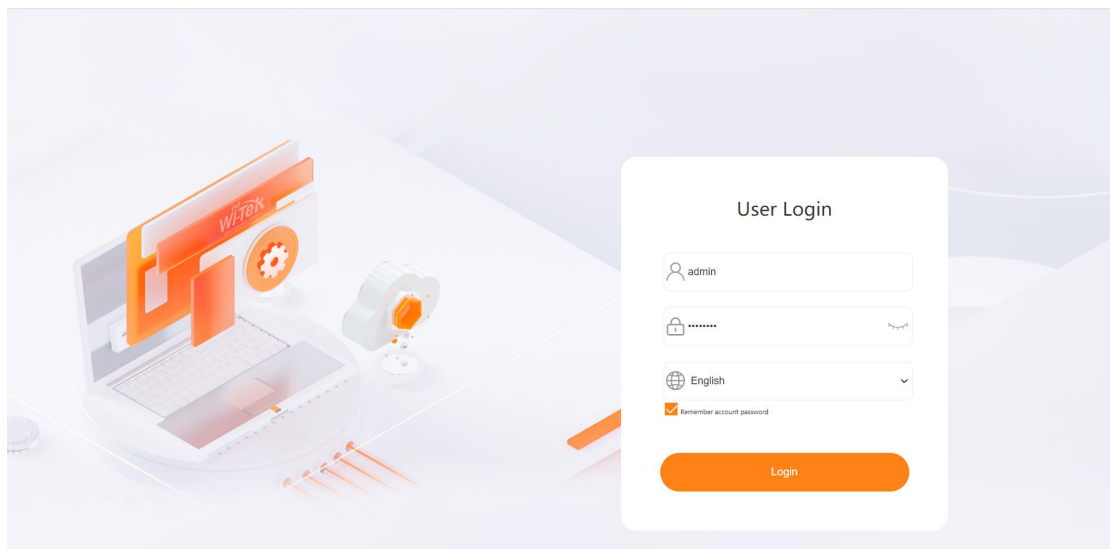 Wi-Tek
User Login
admin
••••••••
English
Remember account password
Login